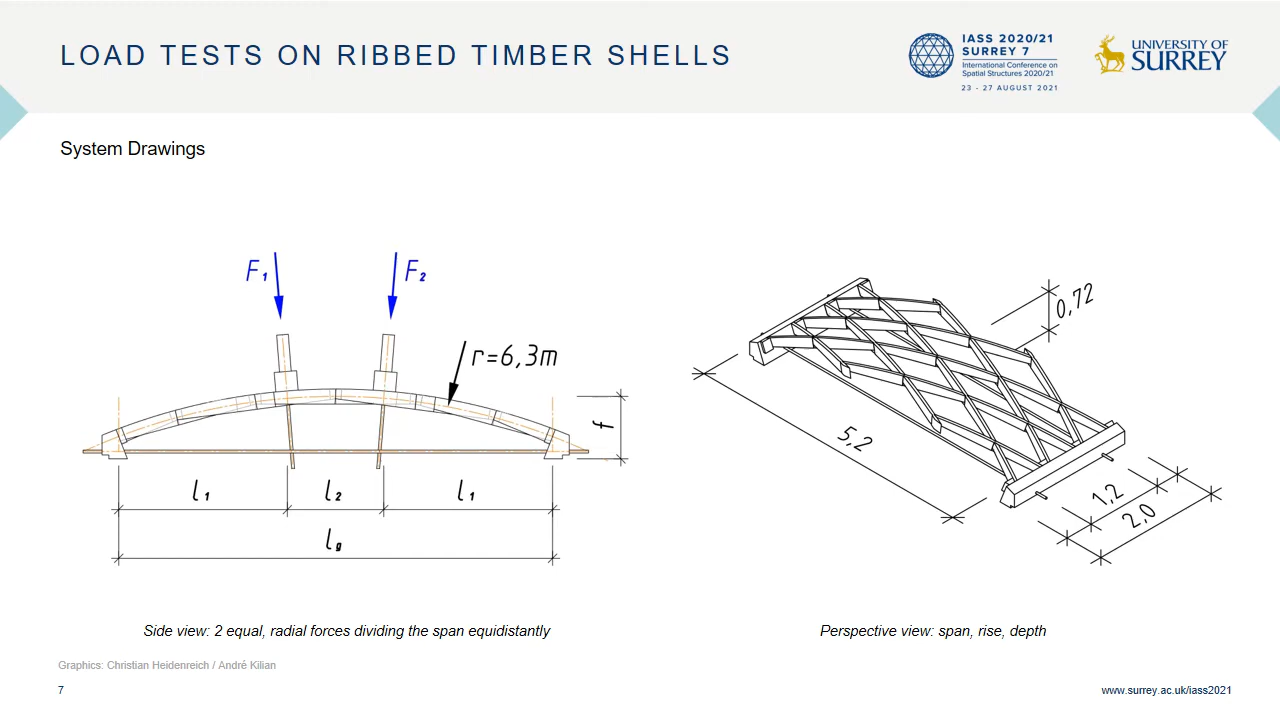 LOAD TESTS ON RIBBED TIMBER SHELLS
IASS 2020/21
SURREY 7
International Conference on
Spatial Structures 2020/21
23 - 27 AUGUST 2021
UNIVERSITY OF
SURREY
System Drawings
F₁
F₂
r=6,3m
f
l₁
l₂
l₁
l₀
0,72
5,2
1,2
2,0
Side view: 2 equal, radial forces dividing the span equidistantly
Perspective view: span, rise, depth
Graphics: Christian Heidenreich / André Kilian
7
www.surrey.ac.uk/iass2021